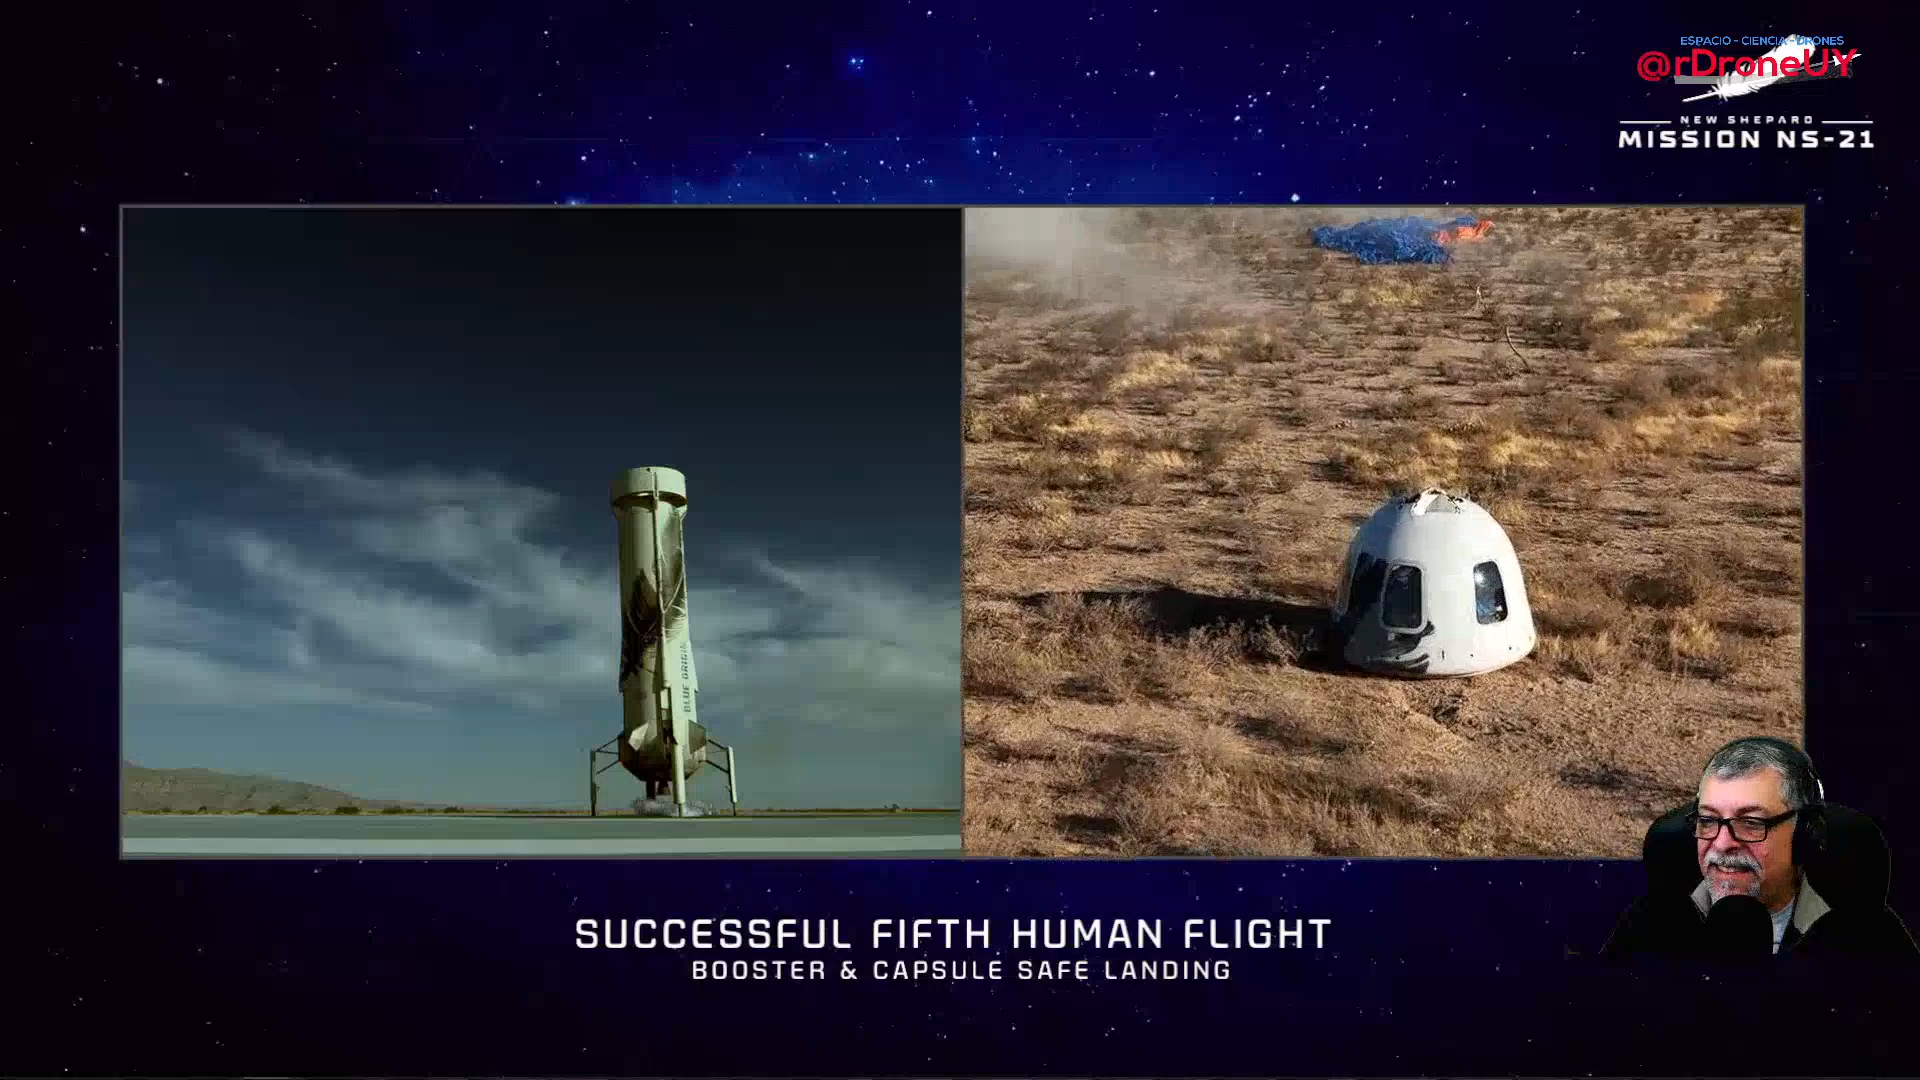 ESPACIO - CIENCIA - DRONES
@rDroneUY
NEW SHEPARD
MISSION NS-21
BLUE ORIGIN
SUCCESSFUL FIFTH HUMAN FLIGHT
BOOSTER & CAPSULE SAFE LANDING